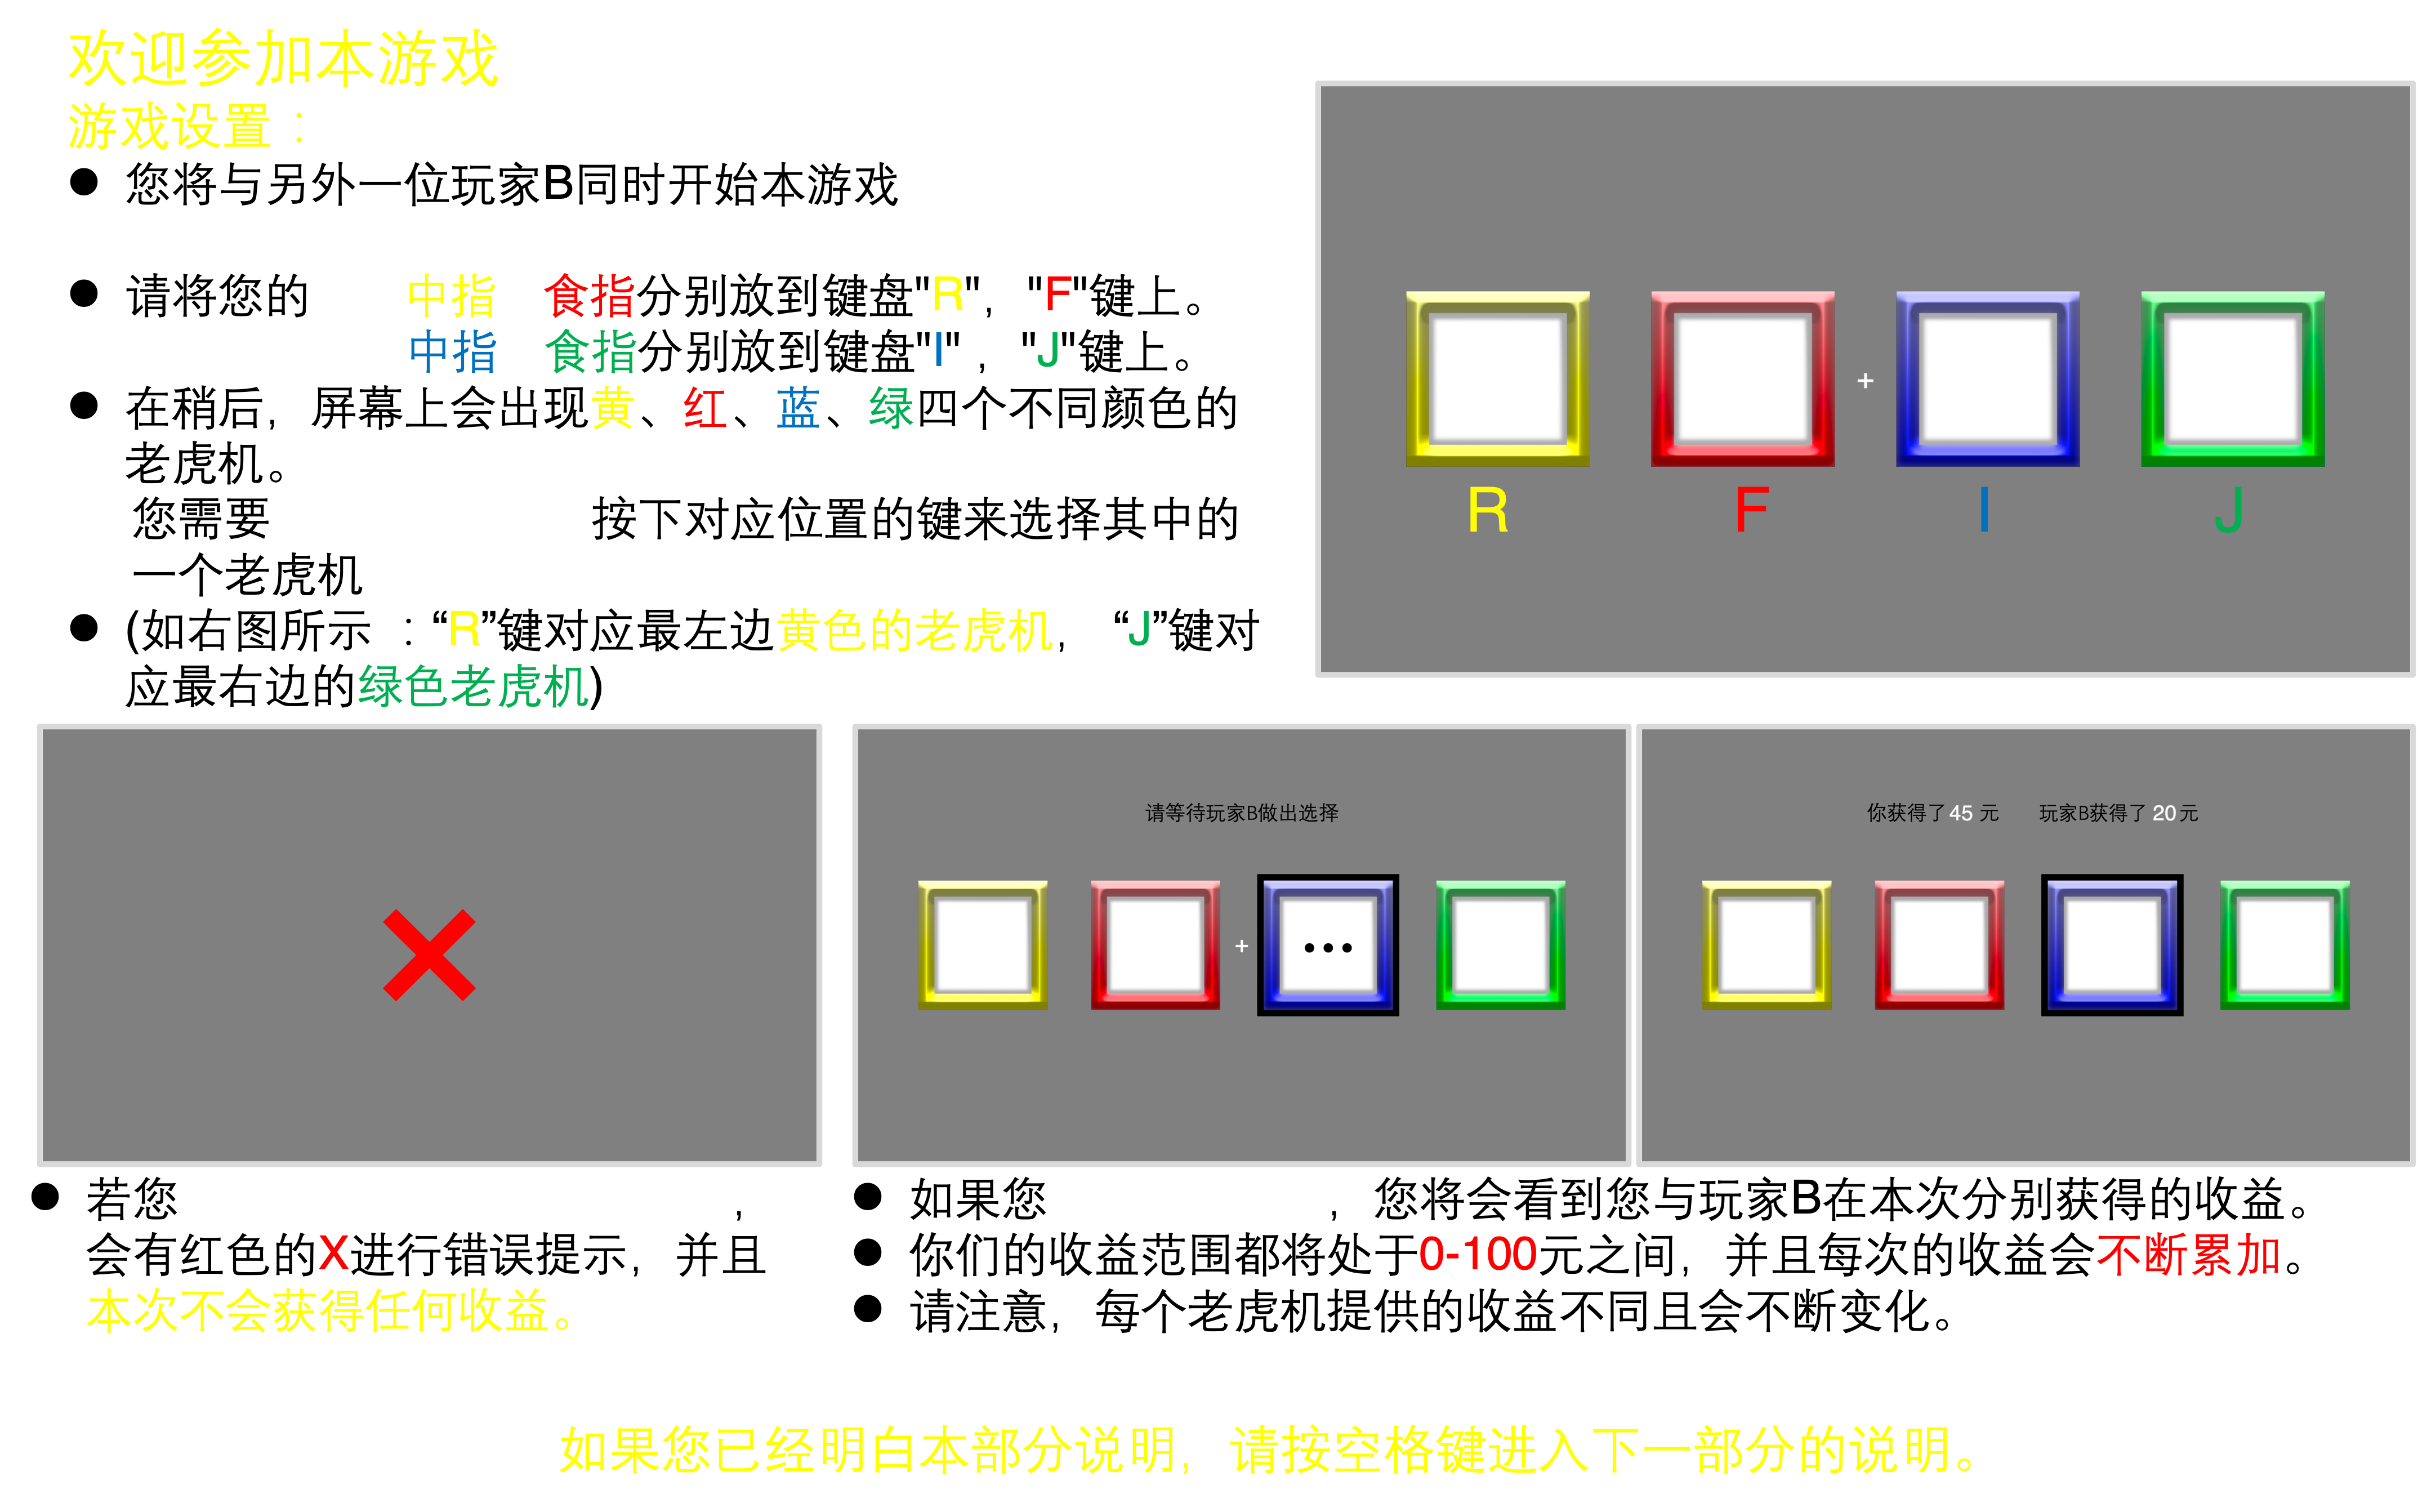 欢迎参加本游戏
游戏设置：
● 您将与另外一位玩家B同时开始本游戏
● 请将您的 中指 食指分别放到键盘"R"，"F"键上。
中指 食指分别放到键盘"I"，"J"键上。
● 在稍后，屏幕上会出现黄、红、蓝、绿四个不同颜色的
老虎机。
您需要 按下对应位置的键来选择其中的
一个老虎机
● (如右图所示：“R”键对应最左边黄色的老虎机，“J”键对
应最右边的绿色老虎机)
+
R F I J
请等待玩家B做出选择
+ •••
你获得了 45 元 玩家B获得了 20 元
● 若您 ，
会有红色的X进行错误提示，并且
本次不会获得任何收益。
● 如果您 ，您将会看到您与玩家B在本次分别获得的收益。
● 你们的收益范围都将处于0-100元之间，并且每次的收益会不断累加。
● 请注意，每个老虎机提供的收益不同且会不断变化。
如果您已经明白本部分说明，请按空格键进入下一部分的说明。